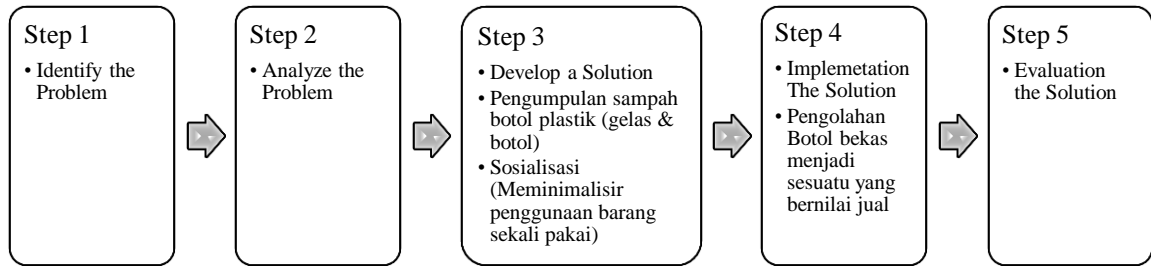 Step 1
• Identify the
Problem
Step 2
• Analyze the
Problem
Step 3
• Develop a Solution
• Pengumpulan sampah
botol plastik (gelas &
botol)
• Sosialisasi
(Meminimalisir
penggunaan barang
sekali pakai)
Step 4
• Implemetation
The Solution
• Pengolahan
Botol bekas
menjadi
sesuatu yang
bernilai jual
Step 5
• Evaluation
the Solution